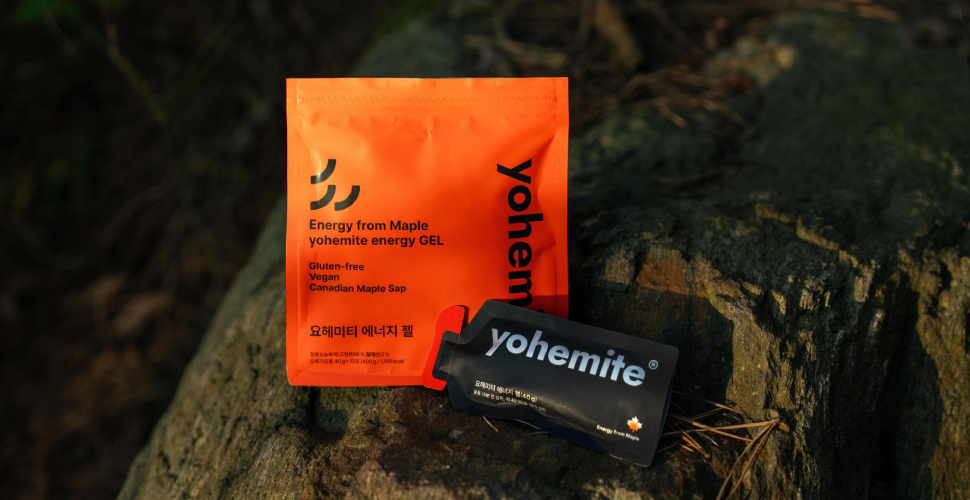 Energy from Maple
yohemite energy GEL
Gluten-free
Vegan
Canadian Maple Sap
요헤미티 에너지 젤
yohem
yohemite®
요헤미티 에너지 젤(40g)
Energy from Maple